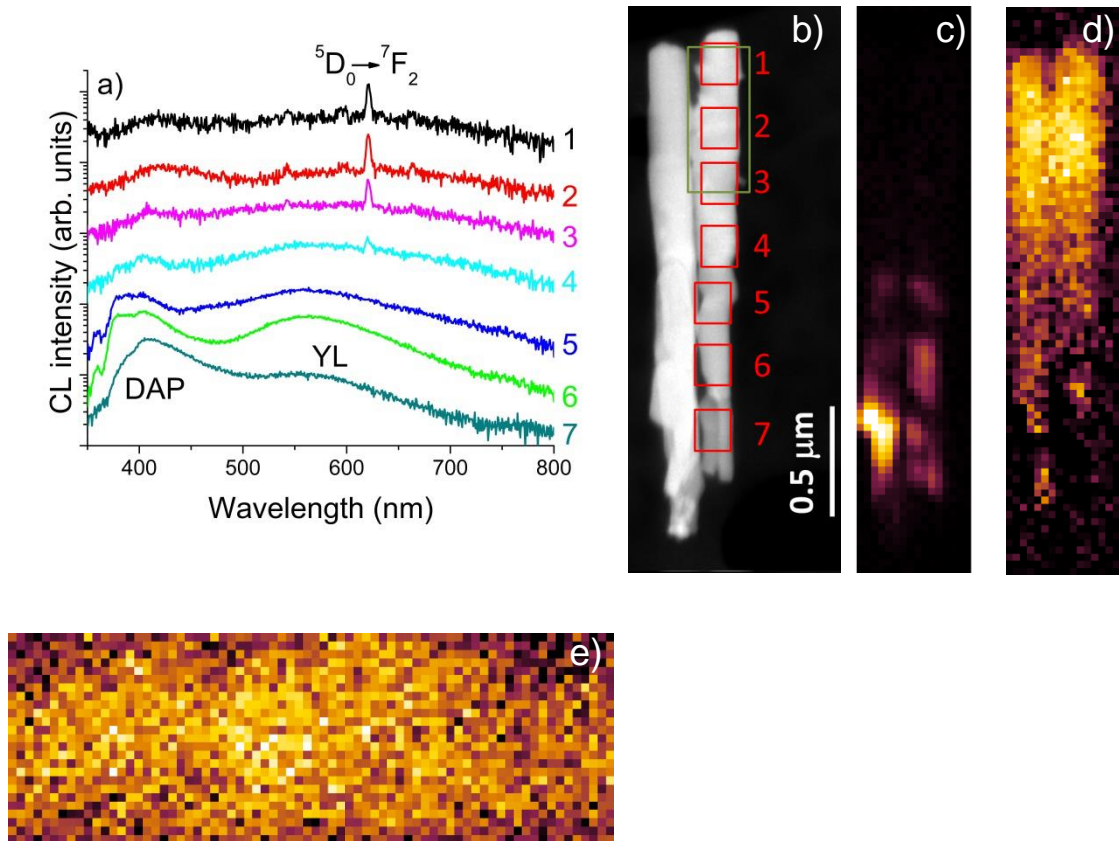 a)
⁵D₀→⁷F₂
CL intensity (arb. units)
1
2
3
4
5
6
7
DAP
YL
400 500 600 700 800
Wavelength (nm)
b)
1
2
3
4
5
6
7
0.5 μm
c)
d)
e)